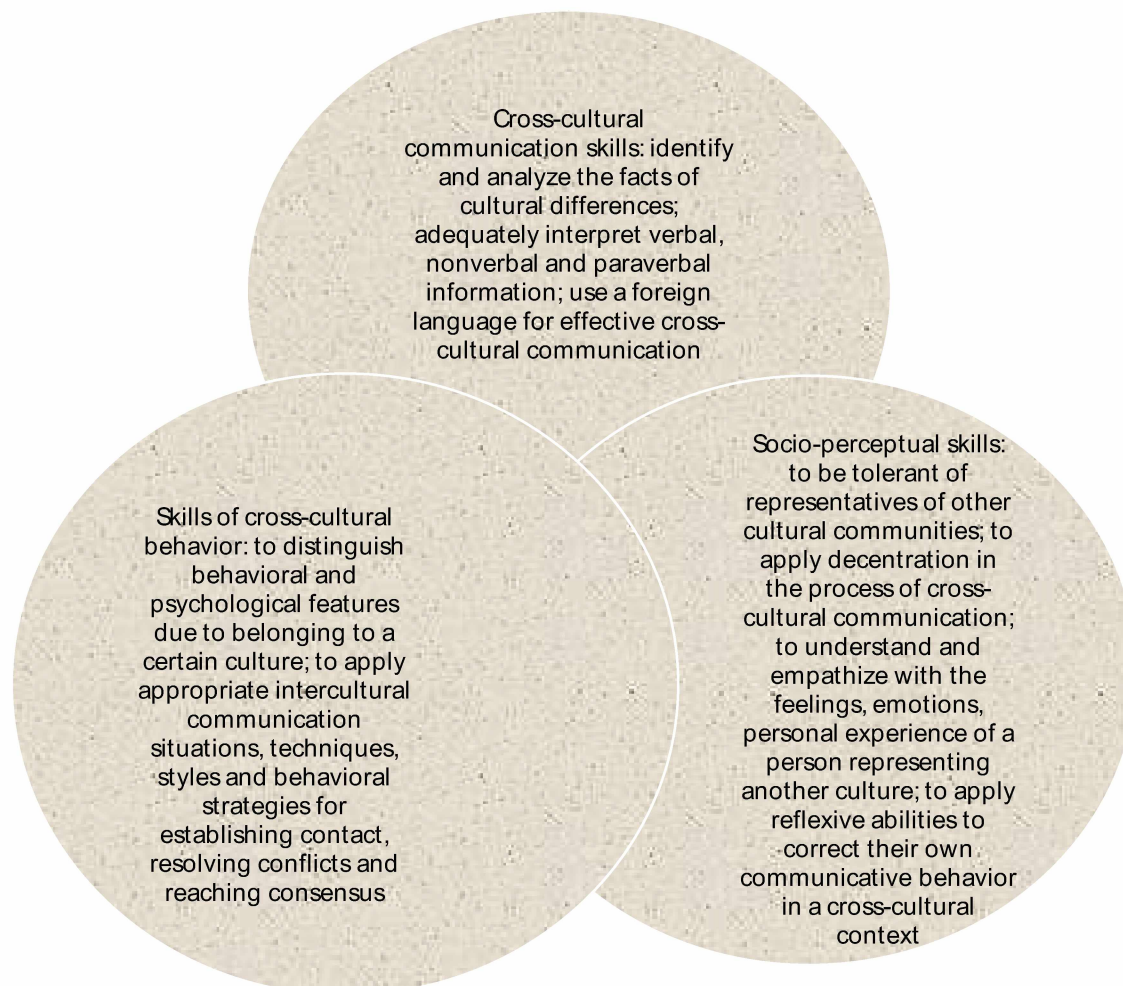 Cross-cultural
communication skills: identify
and analyze the facts of
cultural differences;
adequately interpret verbal,
nonverbal and paraverbal
information; use a foreign
language for effective cross-
cultural communication
Skills of cross-cultural
behavior: to distinguish
behavioral and
psychological features
due to belonging to a
certain culture; to apply
appropriate intercultural
communication
situations, techniques,
styles and behavioral
strategies for
establishing contact,
resolving conflicts and
reaching consensus
Socio-perceptual skills:
to be tolerant of
representatives of other
cultural communities; to
apply decentration in
the process of cross-
cultural communication;
to understand and
empathize with the
feelings, emotions,
personal experience of a
person representing
another culture; to apply
reflexive abilities to
correct their own
communicative behavior
in a cross-cultural
context